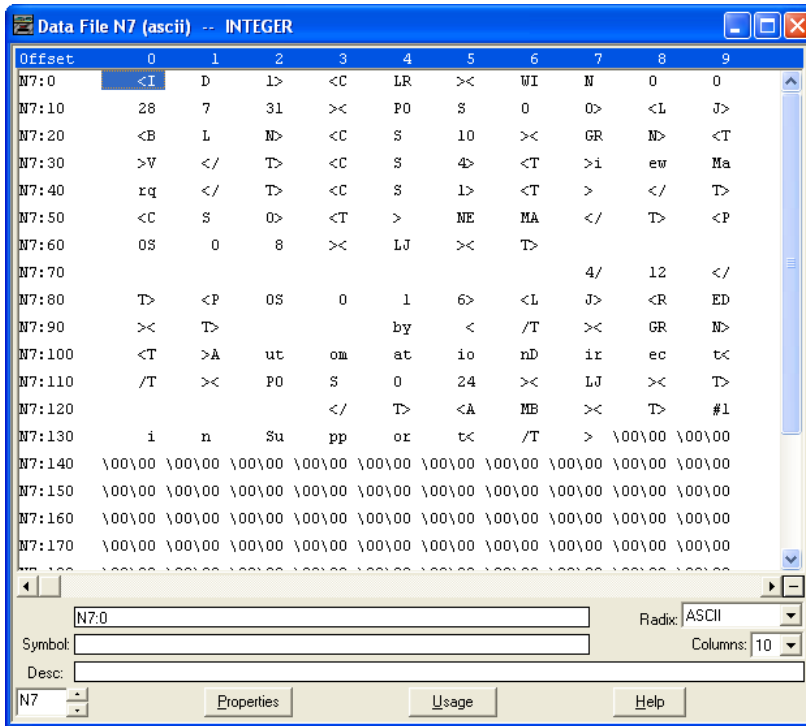 Data File N7 (ascii) -- INTEGER
Offset 0 1 2 3 4 5 6 7 8 9
N7:0 <I D 1> <C LR >< WI N 0 0
N7:10 28 7 31 >< PO S 0 0> <L J>
N7:20 <B L N> <C S 10 >< GR N> <T
N7:30 >V </ T> <C S 4> <T >i ew Ma
N7:40 rq </ T> <C S 1> <T > </ T>
N7:50 <C S 0> <T > NE MA </ T> <P
N7:60 OS 0 8 >< LJ >< T>
N7:70 4/ 12 </
N7:80 T> <P OS 0 1 6> <L J> <R ED
N7:90 >< T> by < /T >< GR N>
N7:100 <T >A ut om at io nD ir ec t<
N7:110 /T >< PO S 0 24 >< LJ >< T>
N7:120 </ T> <A MB >< T> #1
N7:130 i n Su pp or t< /T > \00\00 \00\00
N7:140 \00\00 \00\00 \00\00 \00\00 \00\00 \00\00 \00\00 \00\00 \00\00 \00\00
N7:150 \00\00 \00\00 \00\00 \00\00 \00\00 \00\00 \00\00 \00\00 \00\00 \00\00
N7:160 \00\00 \00\00 \00\00 \00\00 \00\00 \00\00 \00\00 \00\00 \00\00 \00\00
N7:170 \00\00 \00\00 \00\00 \00\00 \00\00 \00\00 \00\00 \00\00 \00\00 \00\00
N7:0 Radix: ASCII
Symbol: Columns: 10
Desc:
N7 Properties Usage Help